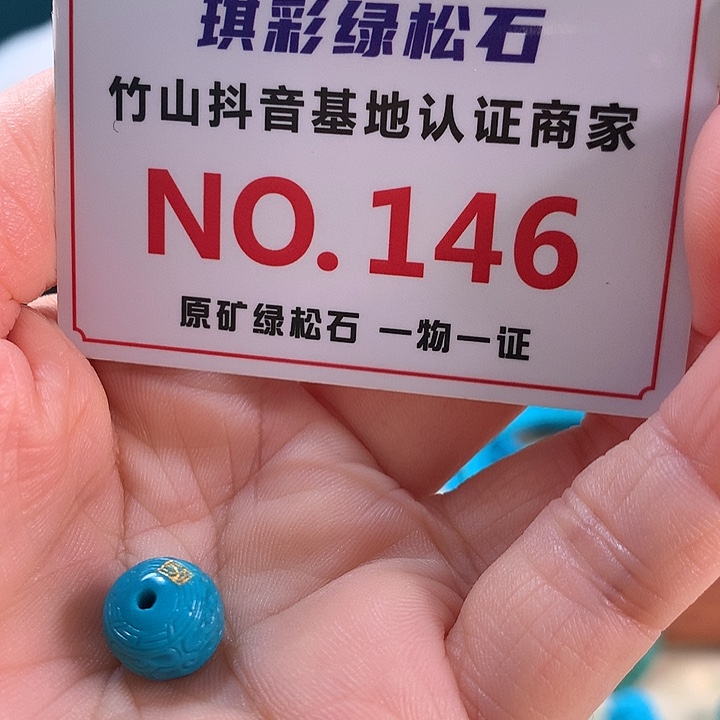 琪彩绿松石
竹山抖音基地认证商家
NO.146
原矿绿松石 一物一证